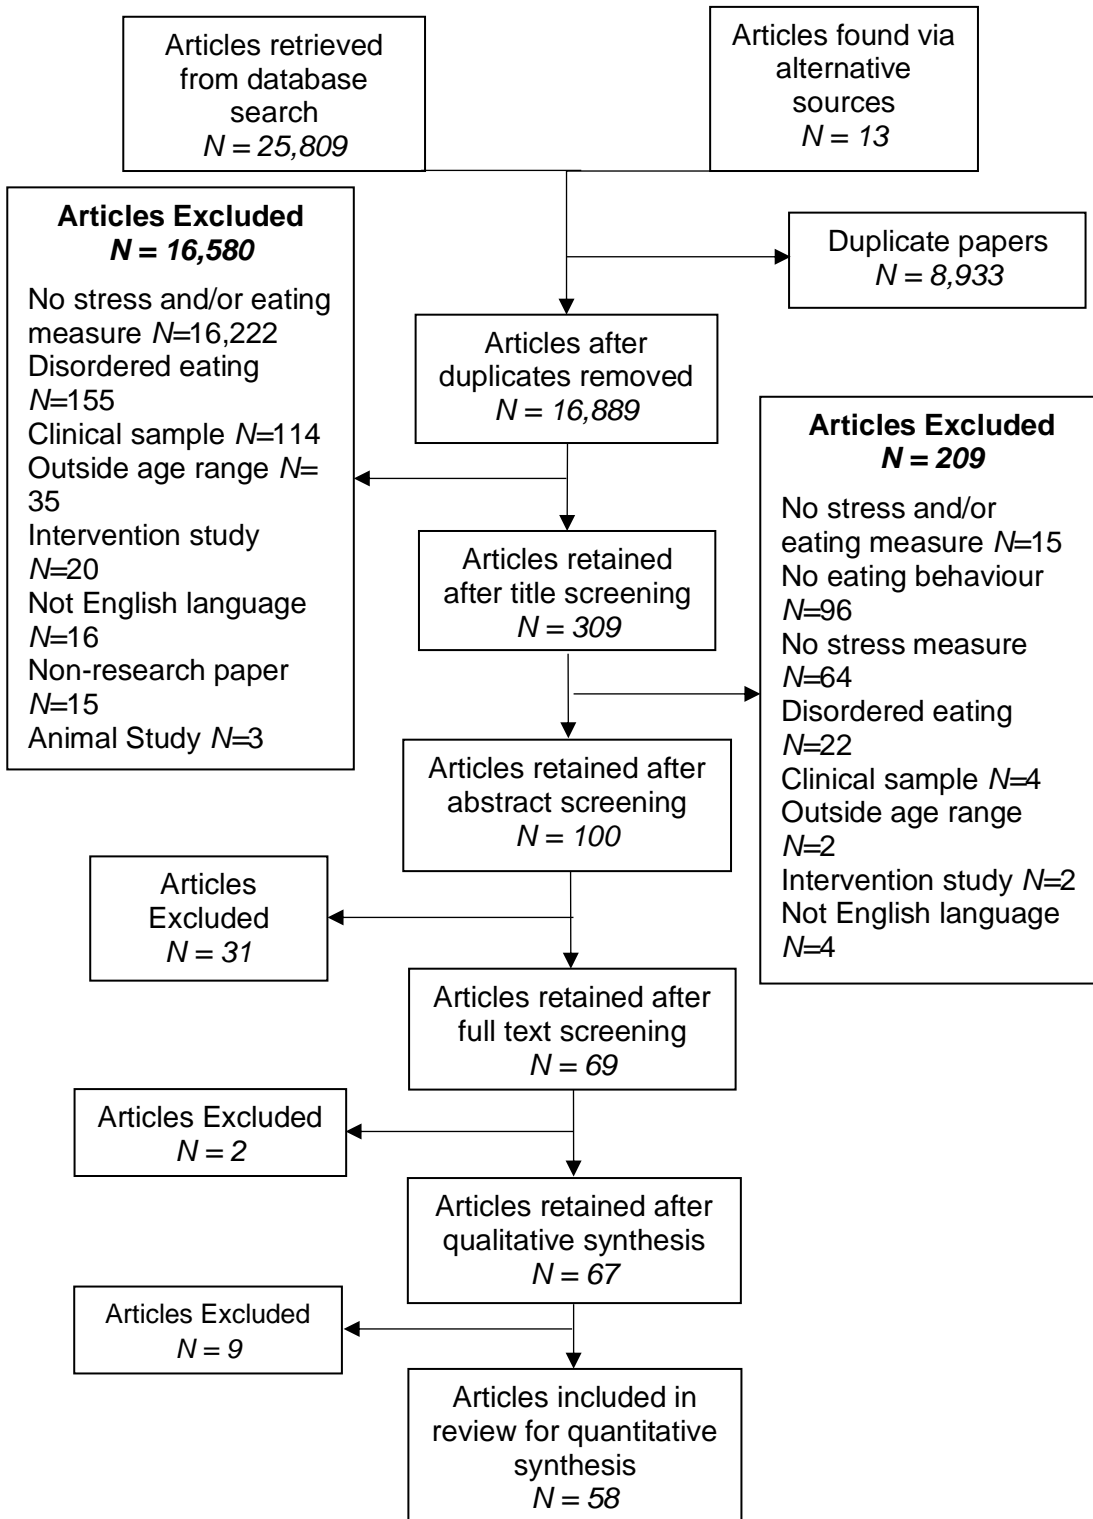 Articles retrieved
from database
search
N = 25,809
Articles found via
alternative
sources
N = 13
Duplicate papers
N = 8,933
Articles after
duplicates removed
N = 16,889
Articles Excluded
N = 16,580
No stress and/or eating
measure N=16,222
Disordered eating
N=155
Clinical sample N=114
Outside age range N=
35
Intervention study
N=20
Not English language
N=16
Non-research paper
N=15
Animal Study N=3
Articles retained
after title screening
N = 309
Articles Excluded
N = 209
No stress and/or
eating measure N=15
No eating behaviour
N=96
No stress measure
N=64
Disordered eating
N=22
Clinical sample N=4
Outside age range
N=2
Intervention study N=2
Not English language
N=4
Articles retained after
abstract screening
N = 100
Articles
Excluded
N = 31
Articles retained after
full text screening
N = 69
Articles Excluded
N = 2
Articles retained after
qualitative synthesis
N = 67
Articles Excluded
N = 9
Articles included in
review for quantitative
synthesis
N = 58